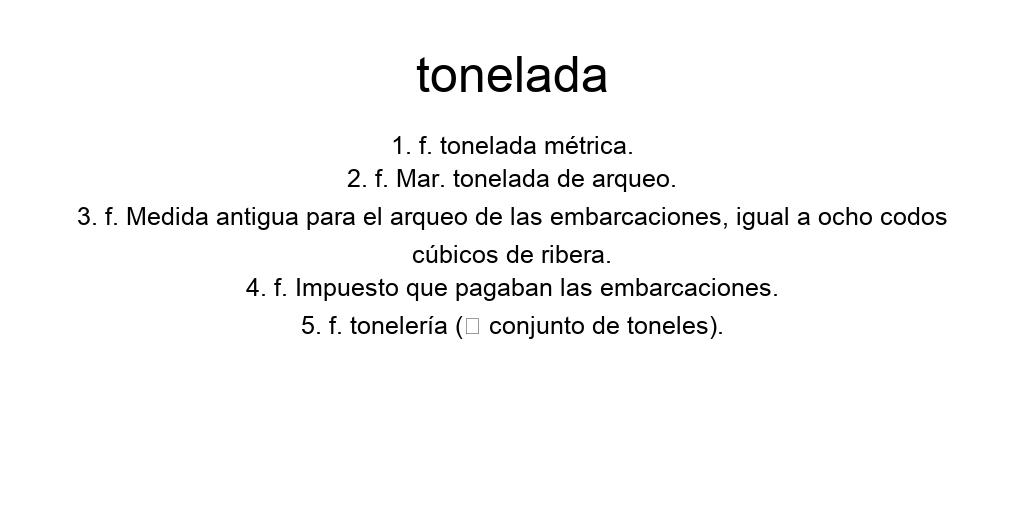 tonelada
1. f. tonelada métrica.
2. f. Mar. tonelada de arqueo.
3. f. Medida antigua para el arqueo de las embarcaciones, igual a ocho codos
cúbicos de ribera.
4. f. Impuesto que pagaban las embarcaciones.
5. f. tonelería (□ conjunto de toneles).